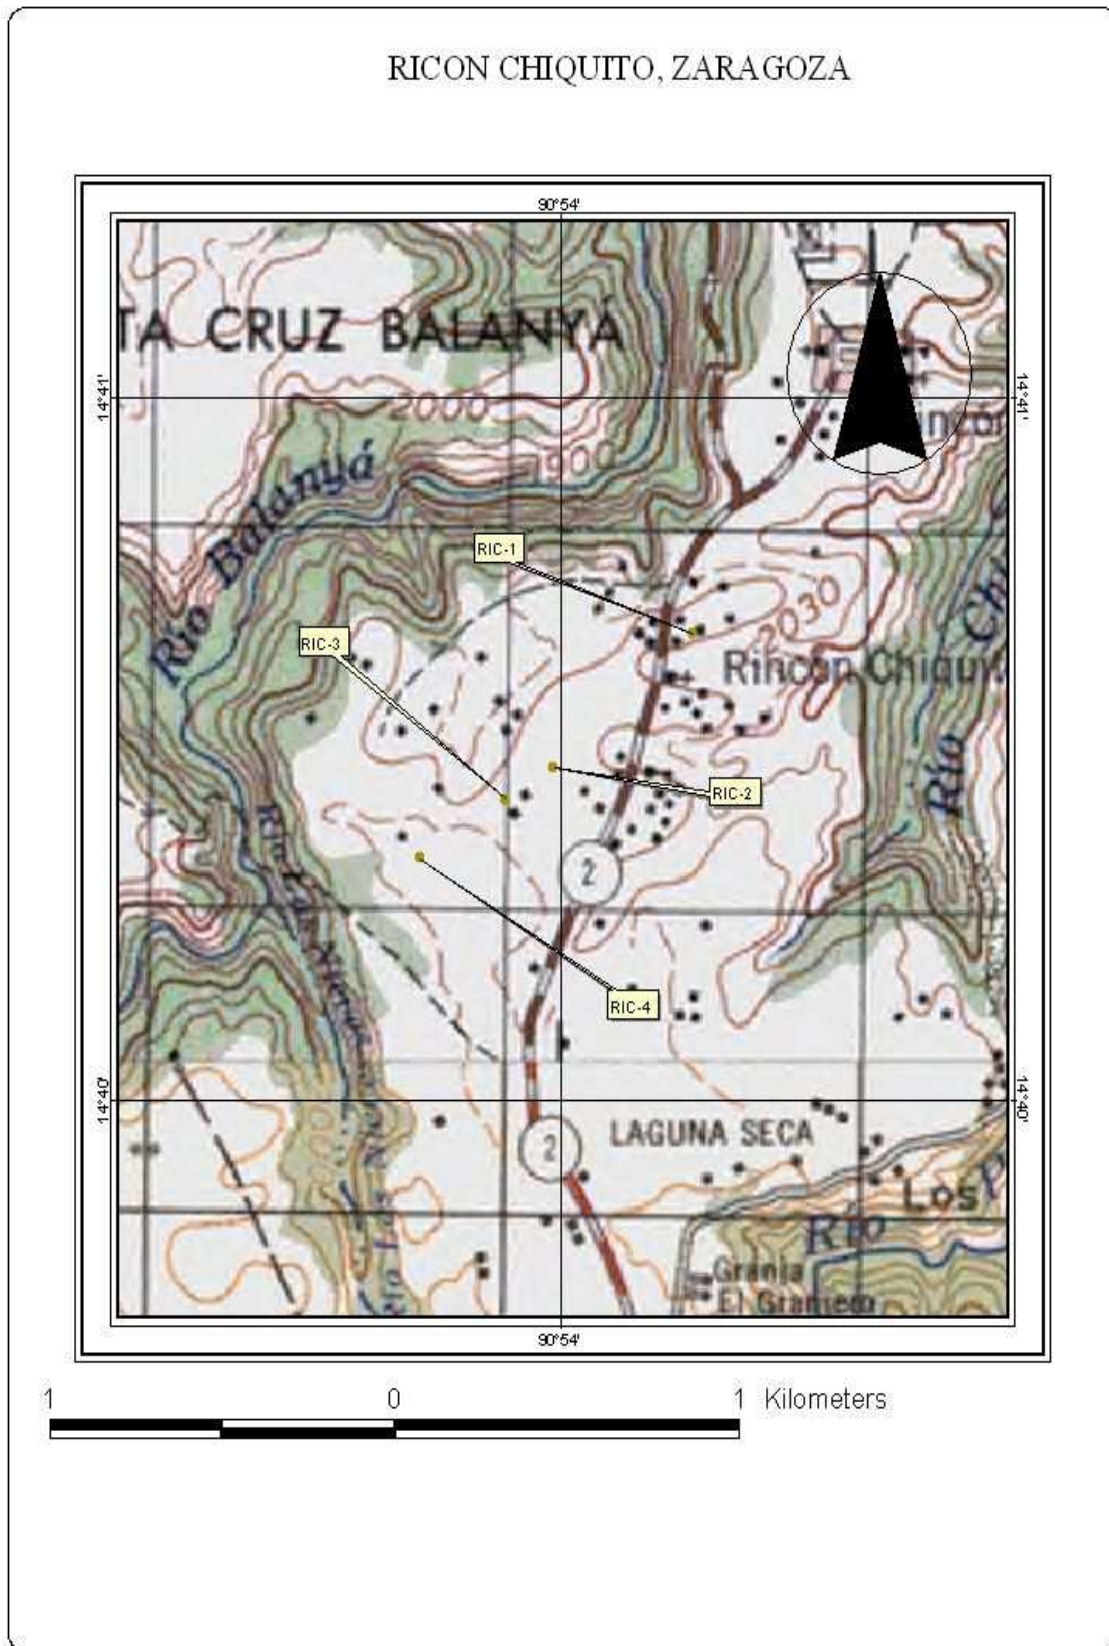 RICON CHIQUITO, ZARAGOZA
90°54'
TA CRUZ BALANYÁ
14°41'
14°41'
2000
1900
Río Balanyá
RIC-1
2030
RIC-3
Rincón Chiqui
RIC-2
Río
2
RIC-4
14°40'
14°40'
LAGUNA SECA
2
Los
Río
Granja
El Gramero
90°54'
1 0 1 Kilometers